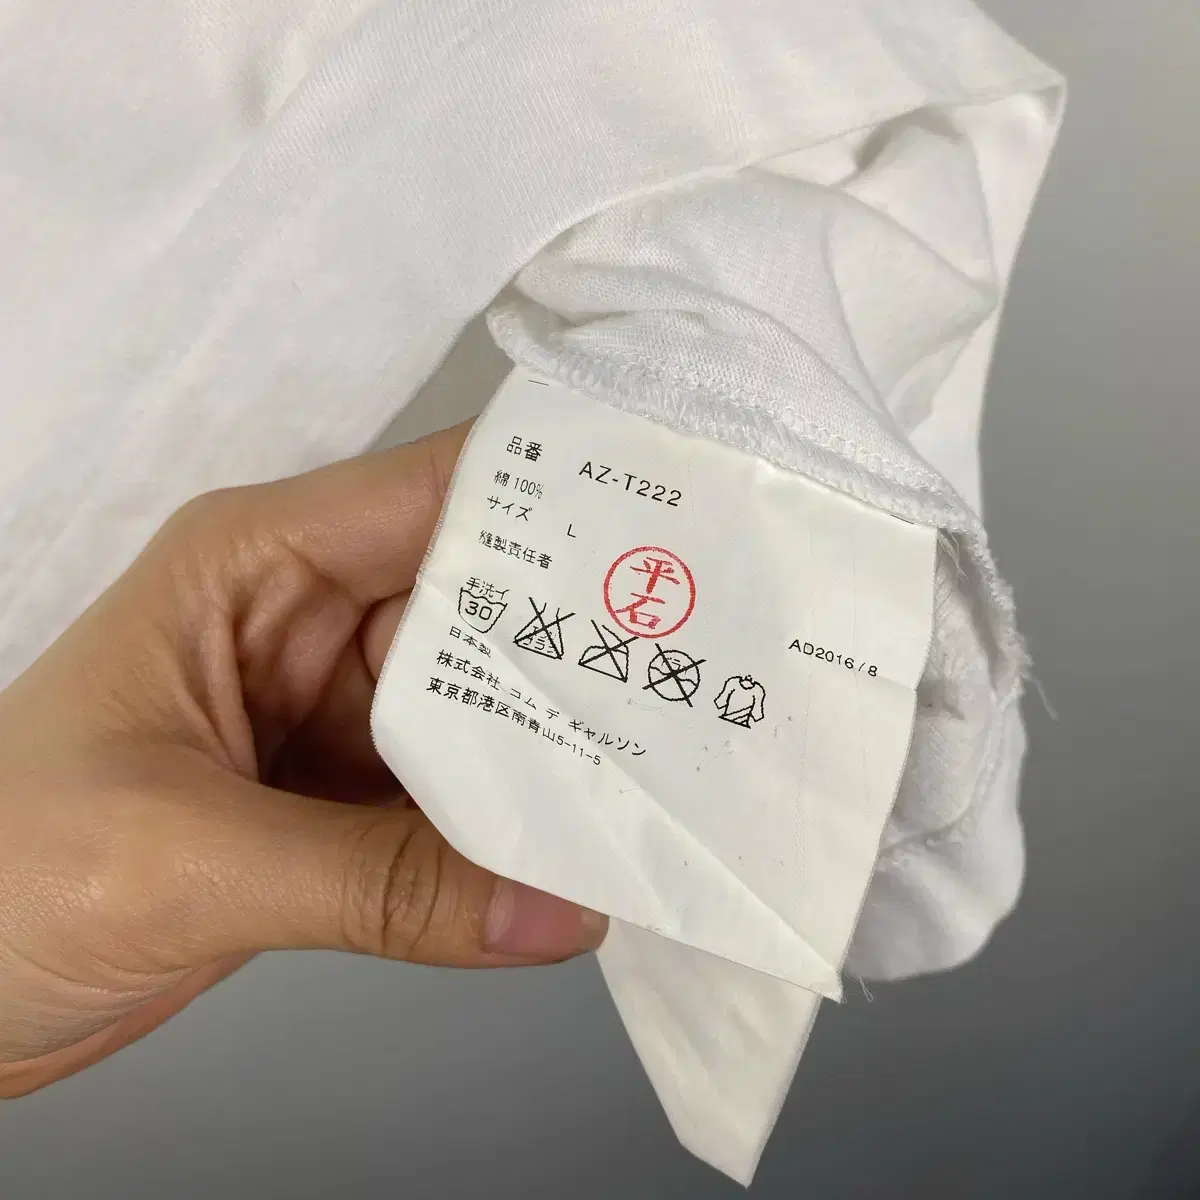 品番 AZ-T222
綿 100%
サイズ L
縫製責任者
平石
手洗イ
30
AD2016/8
日本製
株式会社 コム デ ギャルソン
東京都港区南青山5-11-5